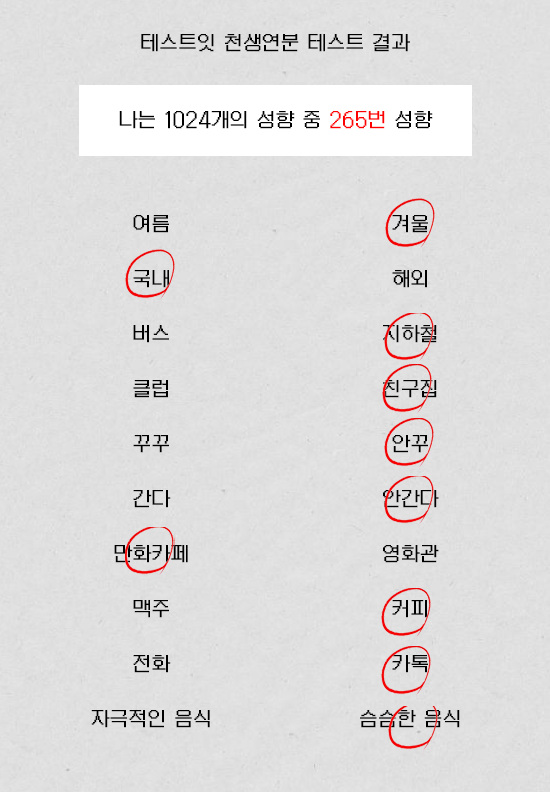 테스트잇 천생연분 테스트 결과
나는 1024개의 성향 중 265번 성향
여름 겨울
국내 해외
버스 지하철
클럽 친구집
꾸꾸 안꾸
간다 안간다
만화카페 영화관
맥주 커피
전화 카톡
자극적인 음식 슴슴한 음식